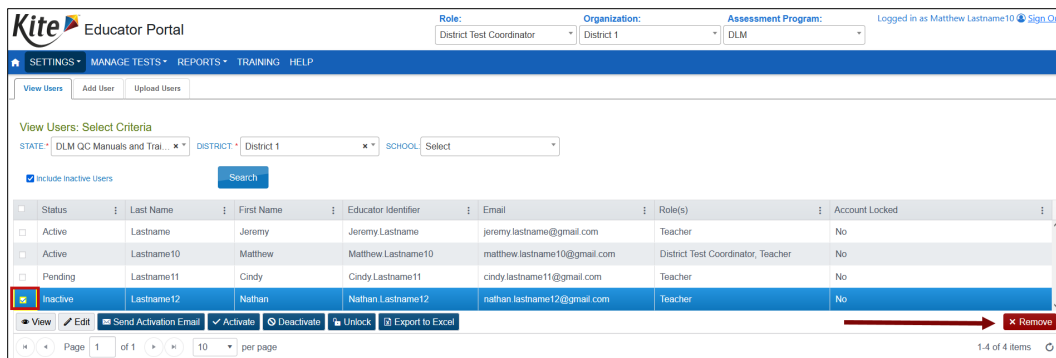 Kite Educator Portal
Role: Organization: Assessment Program: Logged in as Matthew Lastname10 Sign Ou
District Test Coordinator District 1 DLM
SETTINGS MANAGE TESTS REPORTS TRAINING HELP
View Users Add User Upload Users
View Users: Select Criteria
STATE:* DLM QC Manuals and Trai... × DISTRICT: * District 1 × SCHOOL: Select
Include Inactive Users Search
Status Last Name First Name Educator Identifier Email Role(s) Account Locked
Active Lastname Jeremy Jeremy.Lastname jeremy.lastname@gmail.com Teacher No
Active Lastname10 Matthew Matthew.Lastname10 matthew.lastname10@gmail.com District Test Coordinator, Teacher No
Pending Lastname11 Cindy Cindy.Lastname11 cindy.lastname11@gmail.com Teacher No
Inactive Lastname12 Nathan Nathan.Lastname12 nathan.lastname12@gmail.com Teacher No
View Edit Send Activation Email Activate Deactivate Unlock Export to Excel Remove
Page 1 of 1 10 per page 1-4 of 4 items